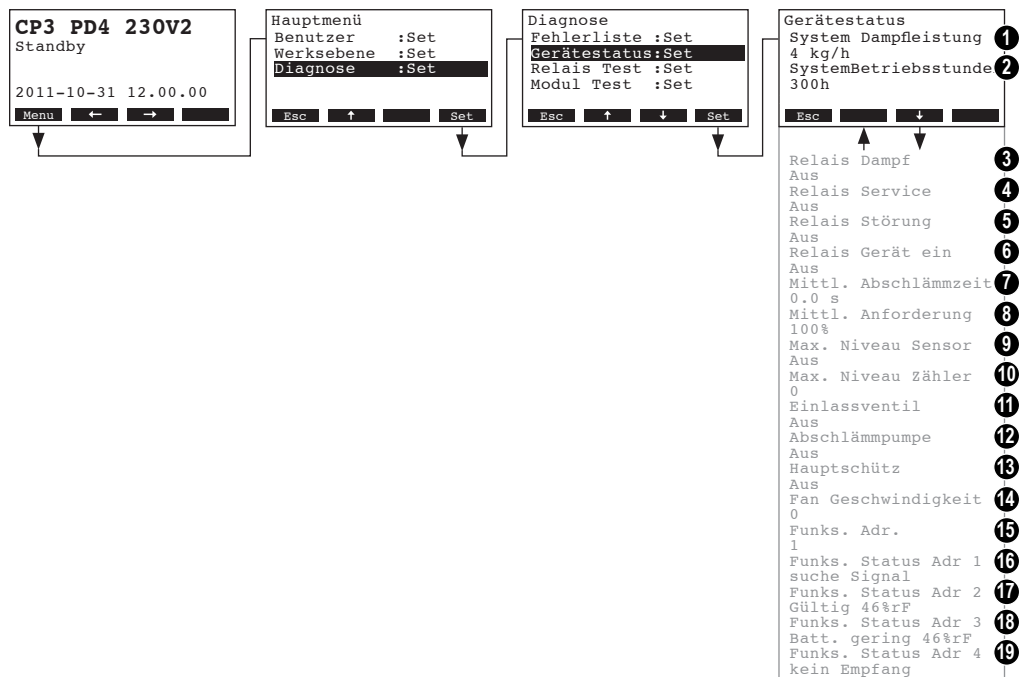 CP3 PD4 230V2
Standby
2011-10-31 12.00.00
Menu ← →
Hauptmenü
Benutzer :Set
Werksebene :Set
Diagnose :Set
Esc ↑ Set
Diagnose
Fehlerliste :Set
Gerätestatus:Set
Relais Test :Set
Modul Test :Set
Esc ↑ ↓ Set
Gerätestatus
System Dampfleistung 1
4 kg/h
SystemBetriebsstunde 2
300h
Esc ↓
Relais Dampf 3
Aus
Relais Service 4
Aus
Relais Störung 5
Aus
Relais Gerät ein 6
Aus
Mittl. Abschlämmzeit 7
0.0 s
Mittl. Anforderung 8
100%
Max. Niveau Sensor 9
Aus
Max. Niveau Zähler 10
0
Einlassventil 11
Aus
Abschlämmpumpe 12
Aus
Hauptschütz 13
Aus
Fan Geschwindigkeit 14
0
Funks. Adr. 15
1
Funks. Status Adr 1 16
suche Signal
Funks. Status Adr 2 17
Gültig 46%rF
Funks. Status Adr 3 18
Batt. gering 46%rF
Funks. Status Adr 4 19
kein Empfang